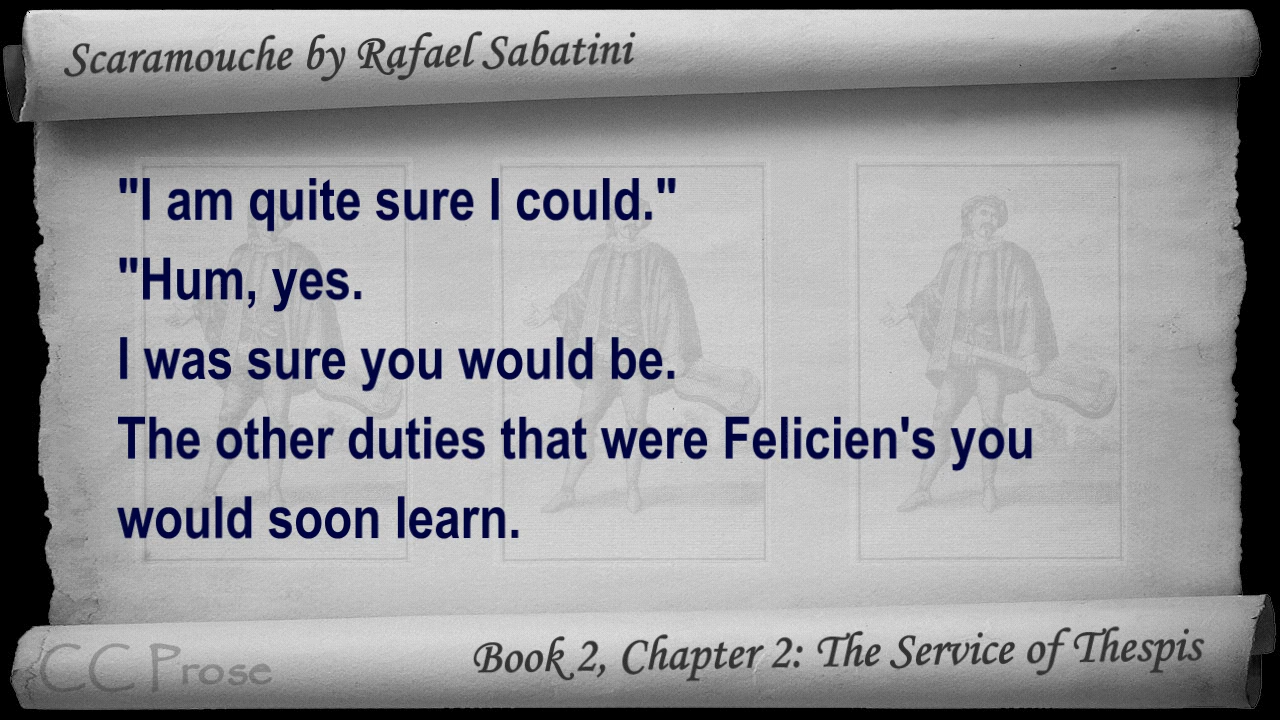 Scaramouche by Rafael Sabatini
"I am quite sure I could."
"Hum, yes.
I was sure you would be.
The other duties that were Felicien's you
would soon learn.
CC Prose
Book 2, Chapter 2: The Service of Thespis